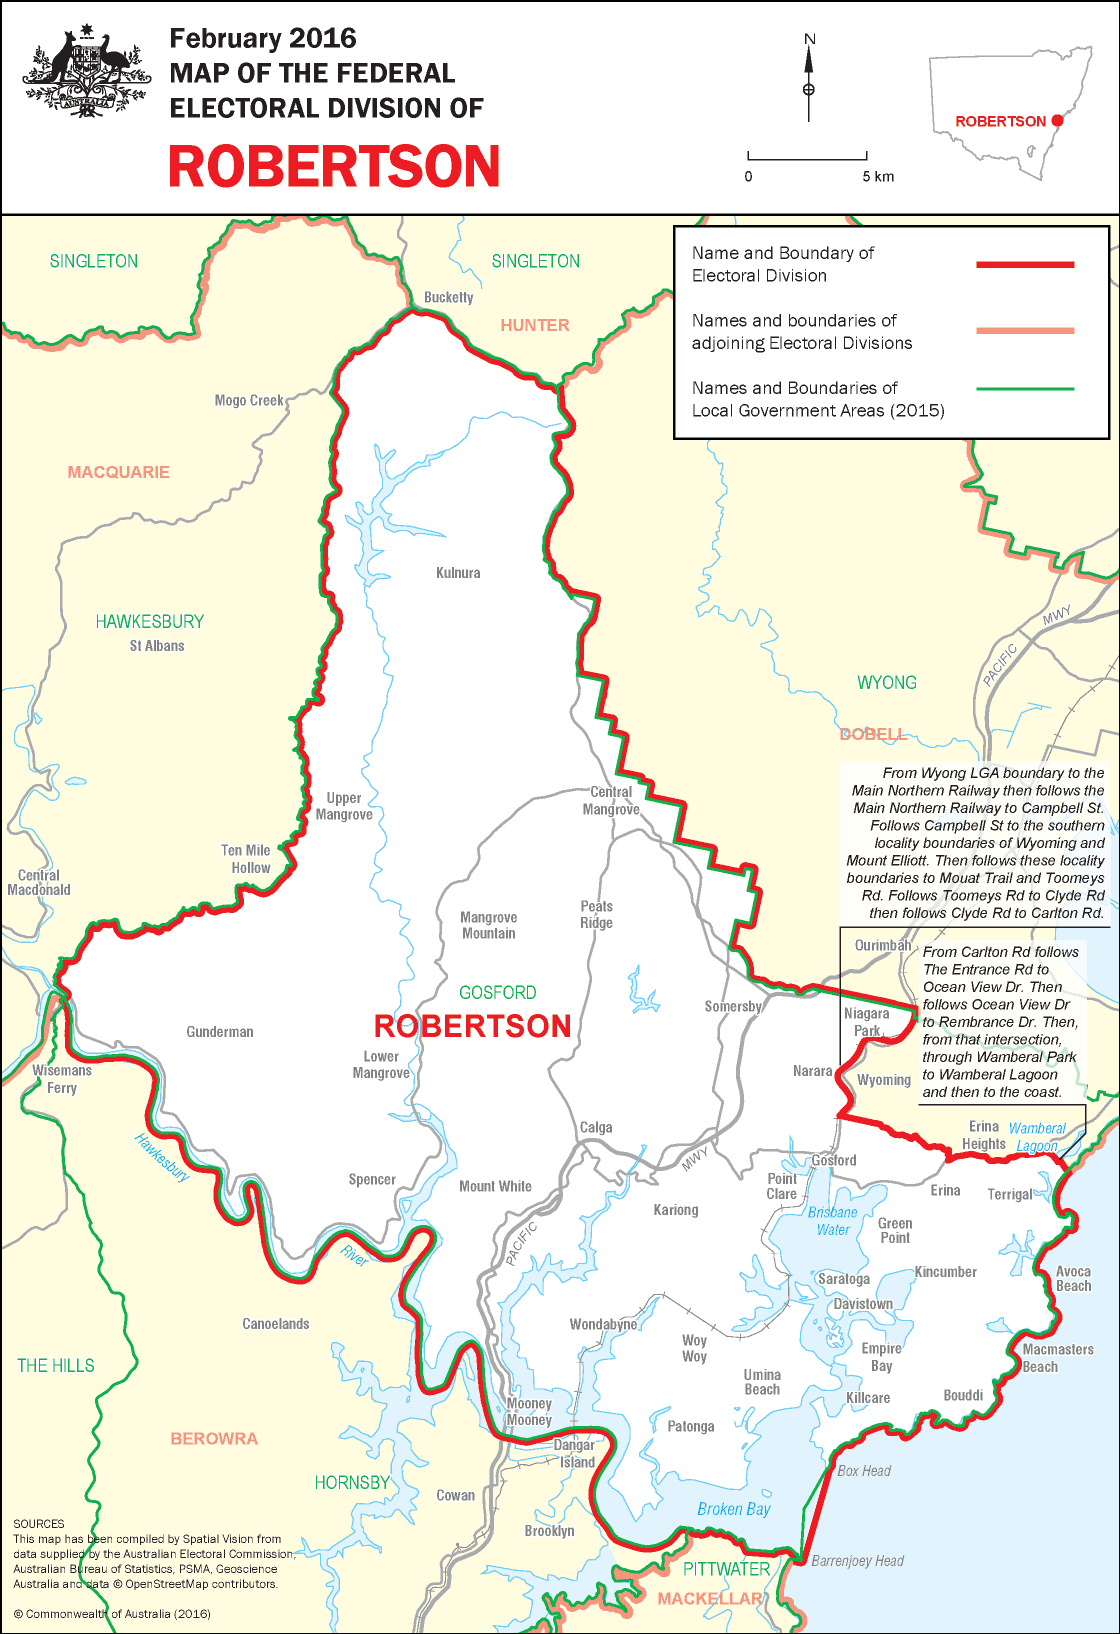 February 2016
MAP OF THE FEDERAL
ELECTORAL DIVISION OF
ROBERTSON
AUSTRALIA
N
0
5 km
ROBERTSON
Name and Boundary of
Electoral Division
Names and boundaries of
adjoining Electoral Divisions
Names and Boundaries of
Local Government Areas (2015)
SINGLETON
SINGLETON
Bucketty
HUNTER
Mogo Creek
MACQUARIE
Kulnura
HAWKESBURY
St Albans
PACIFIC
MWY
WYONG
DOBELL
From Wyong LGA boundary to the
Main Northern Railway then follows the
Main Northern Railway to Campbell St.
Follows Campbell St to the southern
locality boundaries of Wyoming and
Mount Elliott. Then follows these locality
boundaries to Mouat Trail and Toomeys
Rd. Follows Toomeys Rd to Clyde Rd
then follows Clyde Rd to Carlton Rd.
Upper
Mangrove
Central
Mangrove
Ten Mile
Hollow
Central
Macdonald
Mangrove
Mountain
Peats
Ridge
Ourimbah
From Carlton Rd follows
The Entrance Rd to
Ocean View Dr. Then
follows Ocean View Dr
to Rembrance Dr. Then,
from that intersection,
through Wamberal Park
to Wamberal Lagoon
and then to the coast.
GOSFORD
ROBERTSON
Somersby
Niagara
Park
Gunderman
Wisemans
Ferry
Lower
Mangrove
Narara
Wyoming
Calga
Erina
Heights
Wamberal
Lagoon
Hawkesbury
River
MWY
Gosford
Spencer
Mount White
Point
Clare
Kariong
Erina
Terrigal
Brisbane
Water
Green
Point
PACIFIC
Saratoga
Kincumber
Avoca
Beach
Davistown
Canoelands
Wondabyne
Woy
Woy
Empire
Bay
Macmasters
Beach
THE HILLS
Umina
Beach
Killcare
Bouddi
Mooney
Mooney
Patonga
BEROWRA
Dangar
Island
HORNSBY
Box Head
Cowan
Broken Bay
Brooklyn
Barrenjoey Head
PITTWATER
MACKELLAR
SOURCES
This map has been compiled by Spatial Vision from
data supplied by the Australian Electoral Commission,
Australian Bureau of Statistics, PSMA, Geoscience
Australia and data © OpenStreetMap contributors.
© Commonwealth of Australia (2016)